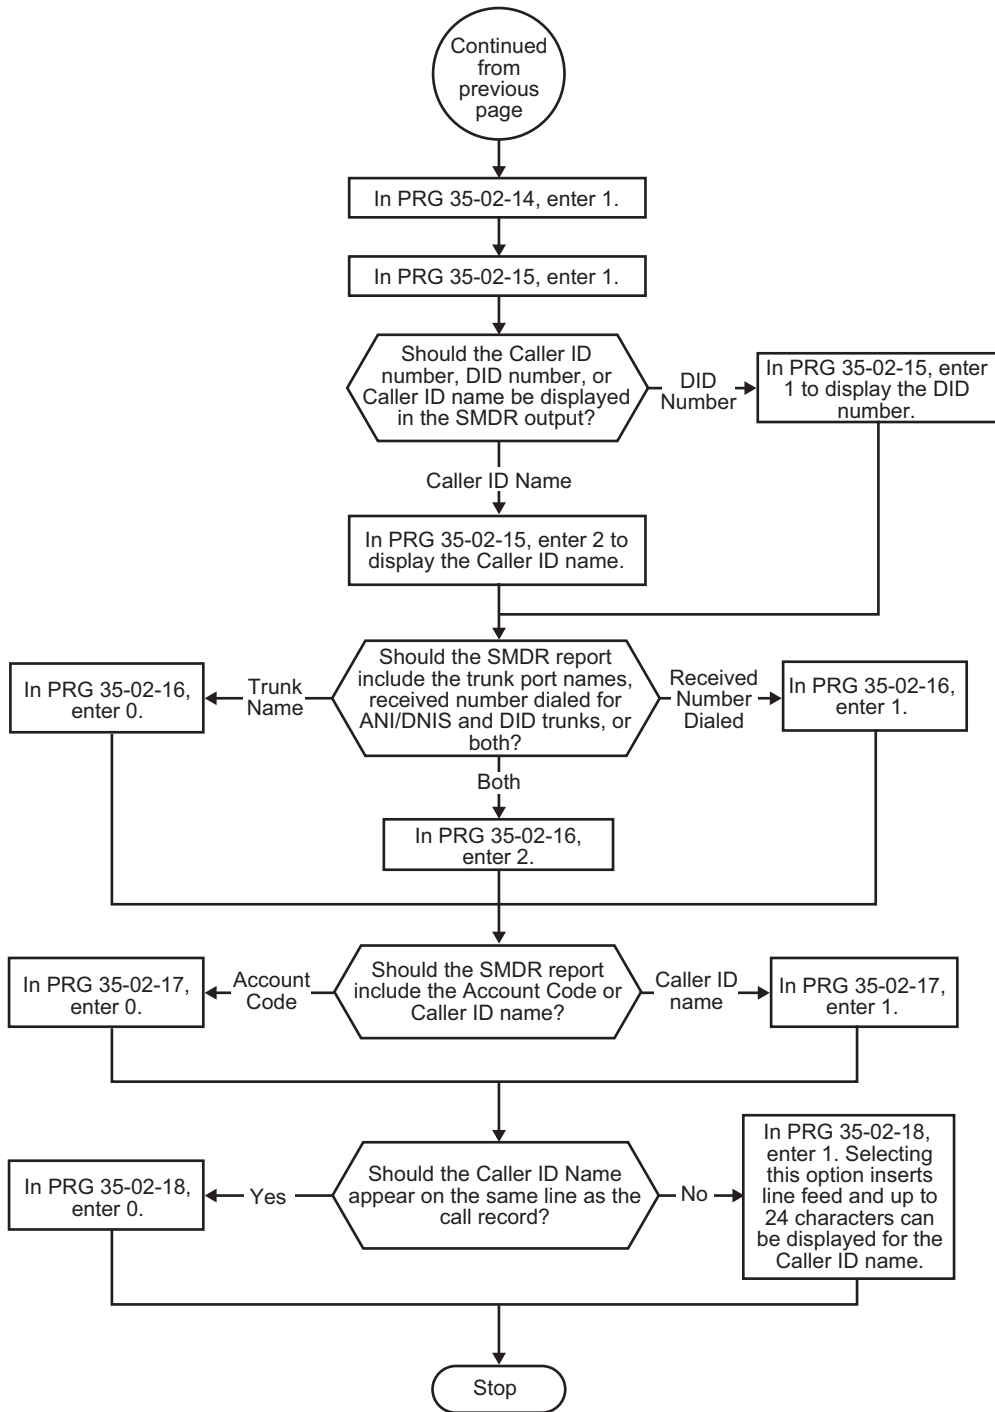 Continued
from
previous
page
In PRG 35-02-14, enter 1.
In PRG 35-02-15, enter 1.
Should the Caller ID
number, DID number, or
Caller ID name be displayed
in the SMDR output?
DID
Number
In PRG 35-02-15, enter
1 to display the DID
number.
Caller ID Name
In PRG 35-02-15, enter 2 to
display the Caller ID name.
Should the SMDR report
include the trunk port names,
received number dialed for
ANI/DNIS and DID trunks, or
both?
Trunk
Name
In PRG 35-02-16,
enter 0.
Received
Number
Dialed
In PRG 35-02-16,
enter 1.
Both
In PRG 35-02-16,
enter 2.
Should the SMDR report
include the Account Code or
Caller ID name?
Account
Code
In PRG 35-02-17,
enter 0.
Caller ID
name
In PRG 35-02-17,
enter 1.
Should the Caller ID Name
appear on the same line as the
call record?
Yes
In PRG 35-02-18,
enter 0.
No
In PRG 35-02-18,
enter 1. Selecting
this option inserts
line feed and up to
24 characters can
be displayed for the
Caller ID name.
Stop